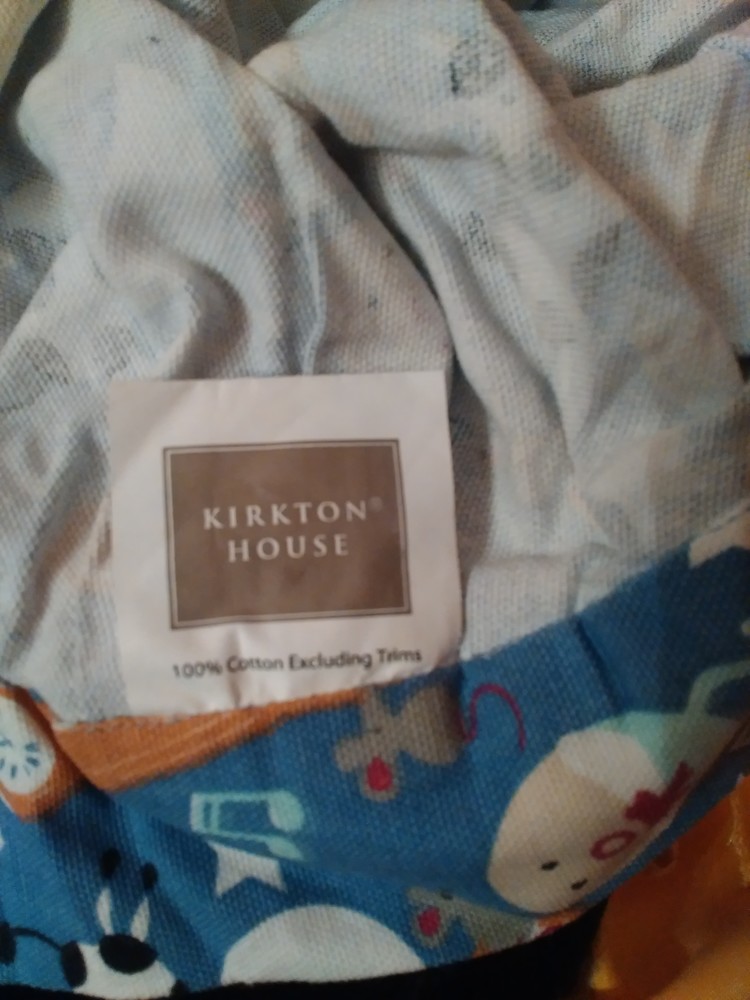 KIRKTON®
HOUSE
100% Cotton Excluding Trims